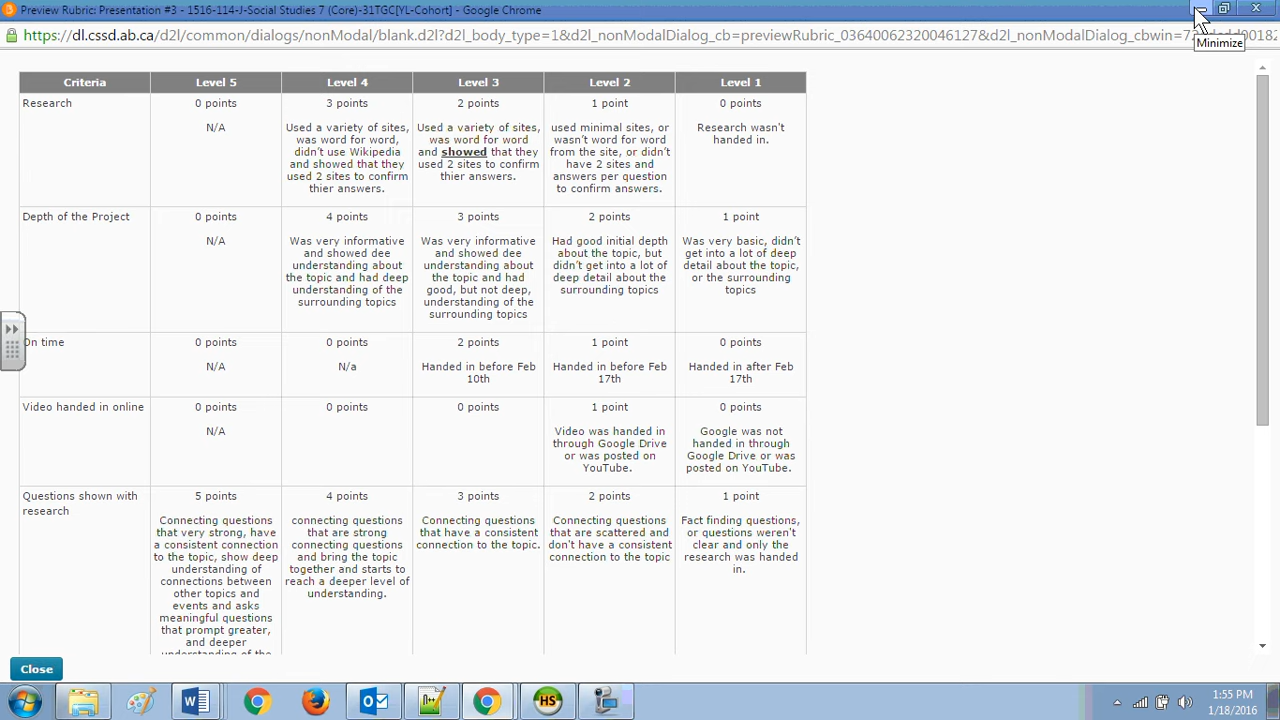 Preview Rubric: Presentation #3 - 1516-114-J-Social Studies 7 (Core)-31TGC[YL-Cohort] - Google Chrome
https://dl.cssd.ab.ca/d2l/common/dialogs/nonModal/blank.d2l?d2l_body_type=1&d2l_nonModalDialog_cb=previewRubric_03640062320046127&d2l_nonModalDialog_cbwin=
Minimize
Criteria Level 5 Level 4 Level 3 Level 2 Level 1
Research
0 points
N/A
3 points
Used a variety of sites,
was word for word,
didn't use Wikipedia
and showed that they
used 2 sites to confirm
thier answers.
2 points
Used a variety of sites,
was word for word
and showed that they
used 2 sites to confirm
thier answers.
1 point
used minimal sites, or
wasn't word for word
from the site, or didn't
have 2 sites and
answers per question
to confirm answers.
0 points
Research wasn't
handed in.
Depth of the Project
0 points
N/A
4 points
Was very informative
and showed dee
understanding about
the topic and had deep
understanding of the
surrounding topics
3 points
Was very informative
and showed dee
understanding about
the topic and had
good, but not deep,
understanding of the
surrounding topics
2 points
Had good initial depth
about the topic, but
didn't get into a lot of
deep detail about the
surrounding topics
1 point
Was very basic, didn't
get into a lot of deep
detail about the topic,
or the surrounding
topics
On time
0 points
N/A
0 points
N/a
2 points
Handed in before Feb
10th
1 point
Handed in before Feb
17th
0 points
Handed in after Feb
17th
Video handed in online
0 points
N/A
0 points
0 points
1 point
Video was handed in
through Google Drive
or was posted on
YouTube.
0 points
Google was not
handed in through
Google Drive or was
posted on YouTube.
Questions shown with
research
5 points
Connecting questions
that very strong, have
a consistent connection
to the topic, show deep
understanding of
connections between
other topics and
events and asks
meaningful questions
that prompt greater,
and deeper
understanding of the
4 points
connecting questions
that are strong
connecting questions
and bring the topic
together and starts to
reach a deeper level of
understanding.
3 points
Connecting questions
that have a consistent
connection to the topic.
2 points
Connecting questions
that are scattered and
don't have a consistent
connection to the topic
1 point
Fact finding questions,
or questions weren't
clear and only the
research was handed
in.
Close
HS
1:55 PM
1/18/2016